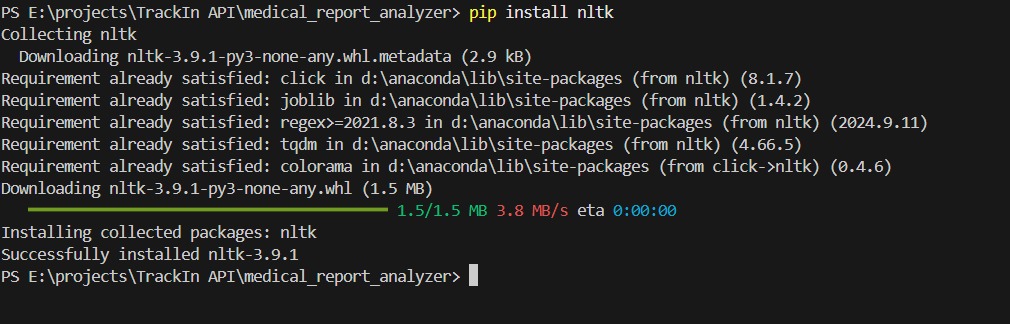 PS E:\projects\TrackIn API\medical_report_analyzer> pip install nltk
Collecting nltk
  Downloading nltk-3.9.1-py3-none-any.whl.metadata (2.9 kB)
Requirement already satisfied: click in d:\anaconda\lib\site-packages (from nltk) (8.1.7)
Requirement already satisfied: joblib in d:\anaconda\lib\site-packages (from nltk) (1.4.2)
Requirement already satisfied: regex>=2021.8.3 in d:\anaconda\lib\site-packages (from nltk) (2024.9.11)
Requirement already satisfied: tqdm in d:\anaconda\lib\site-packages (from nltk) (4.66.5)
Requirement already satisfied: colorama in d:\anaconda\lib\site-packages (from click->nltk) (0.4.6)
Downloading nltk-3.9.1-py3-none-any.whl (1.5 MB)
1.5/1.5 MB 3.8 MB/s eta 0:00:00
Installing collected packages: nltk
Successfully installed nltk-3.9.1
PS E:\projects\TrackIn API\medical_report_analyzer>